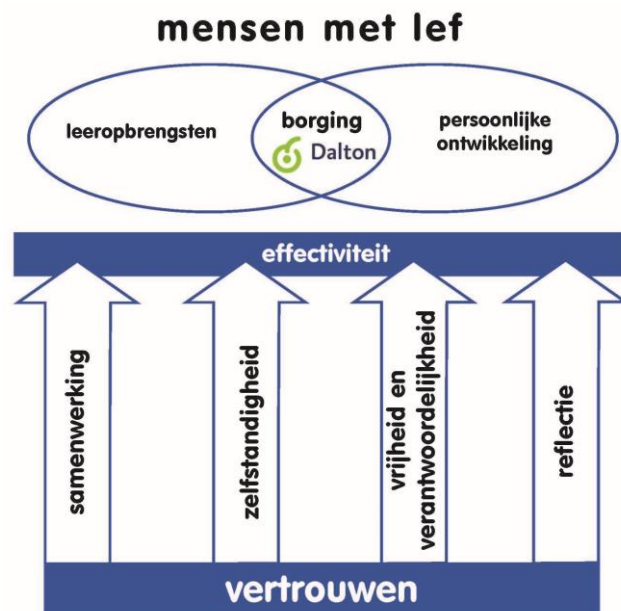 mensen met lef
leeropbrengsten
borging
Dalton
persoonlijke
ontwikkeling
effectiviteit
samenwerking
zelfstandigheid
vrijheid en
verantwoordelijkheid
reflectie
vertrouwen